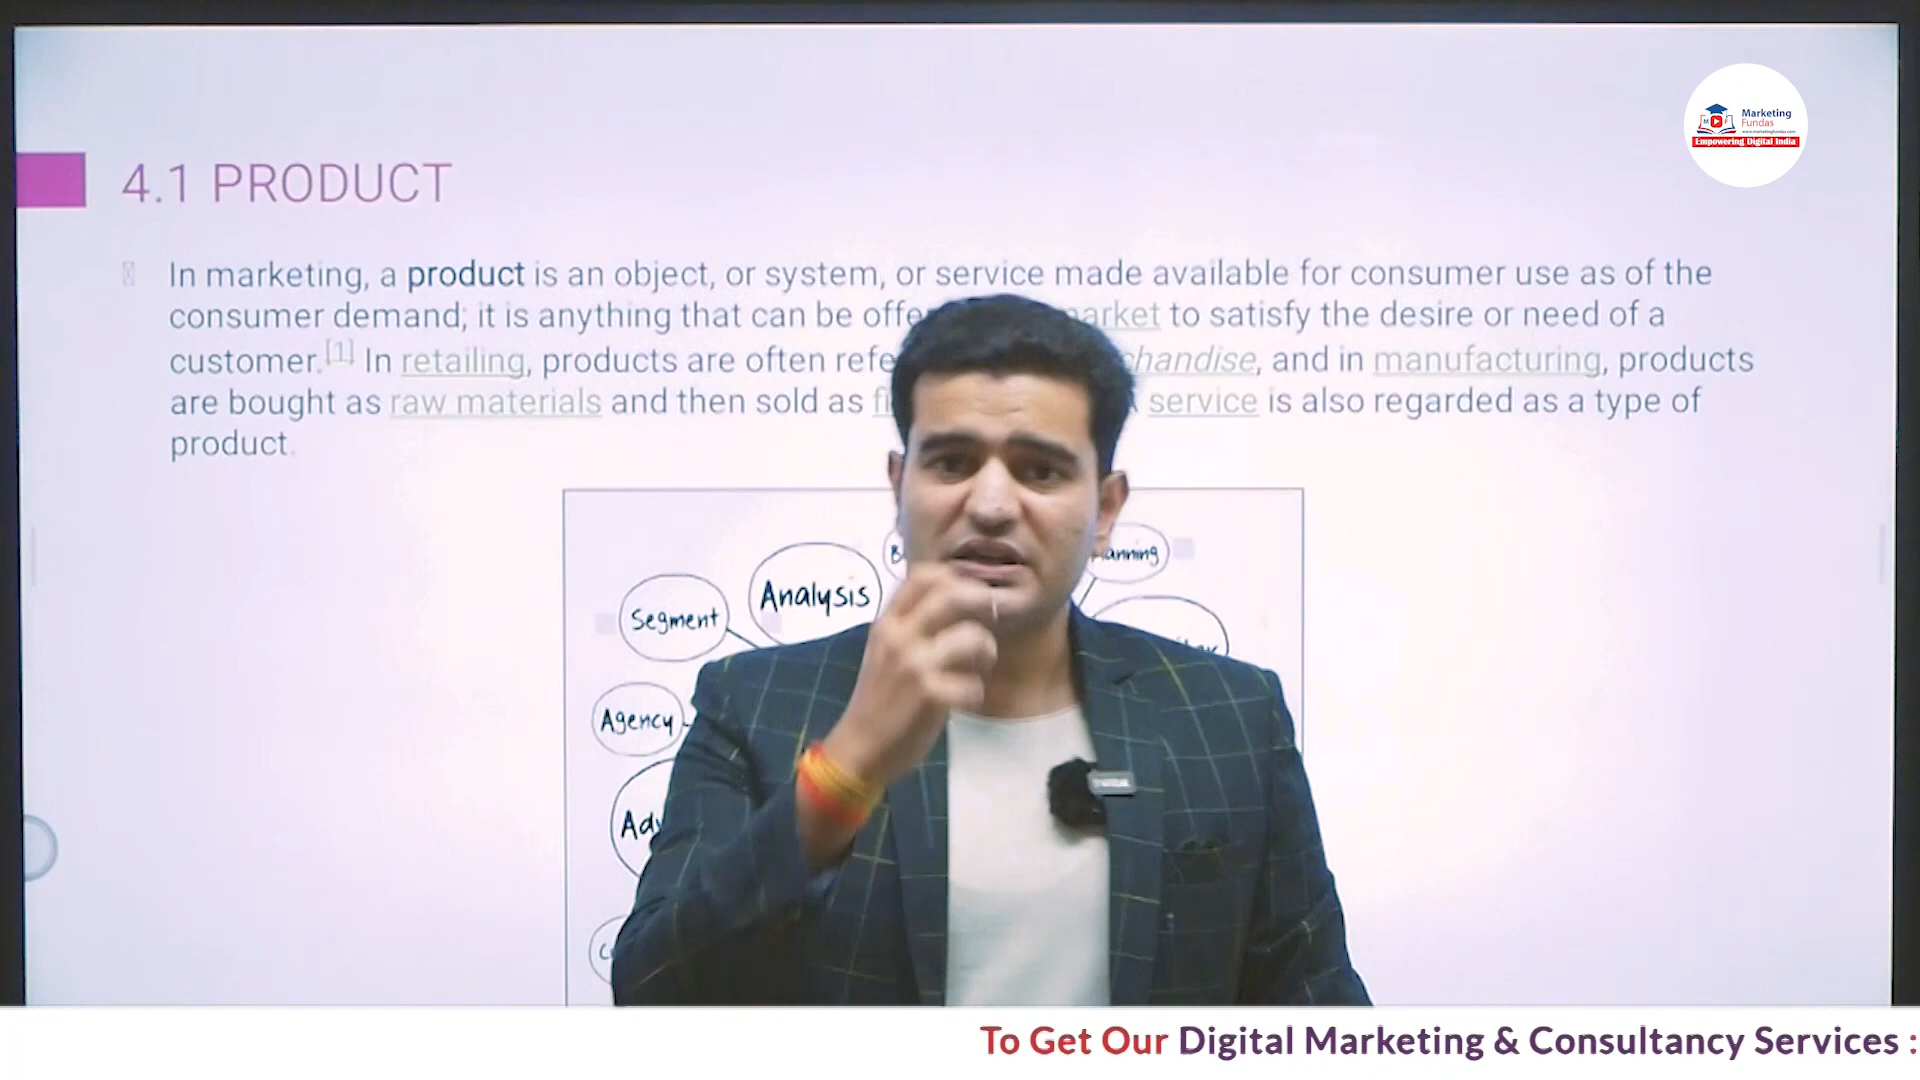 Marketing
Fundas
www.marketingfundas.com
Empowering Digital India
4.1 PRODUCT
In marketing, a product is an object, or system, or service made available for consumer use as of the
consumer demand; it is anything that can be to satisfy the desire or need of a
customer.[1] In retailing, products are often and in manufacturing, products
are bought as raw materials and then sold as service is also regarded as a type of
product.
Analysis
Segment
Agency
To Get Our Digital Marketing & Consultancy Services :